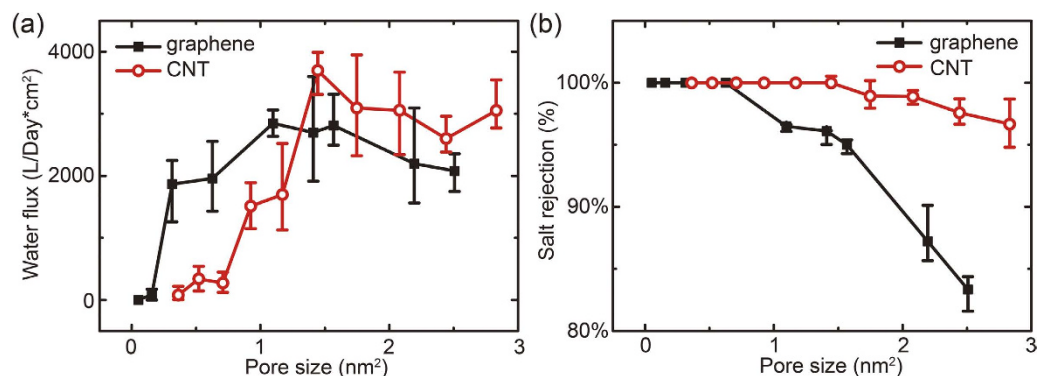 (a)
graphene
CNT
4000
2000
0
Water flux (L/Day*cm²)
0 1 2 3
Pore size (nm²)
(b)
graphene
CNT
100%
90%
80%
Salt rejection (%)
0 1 2 3
Pore size (nm²)